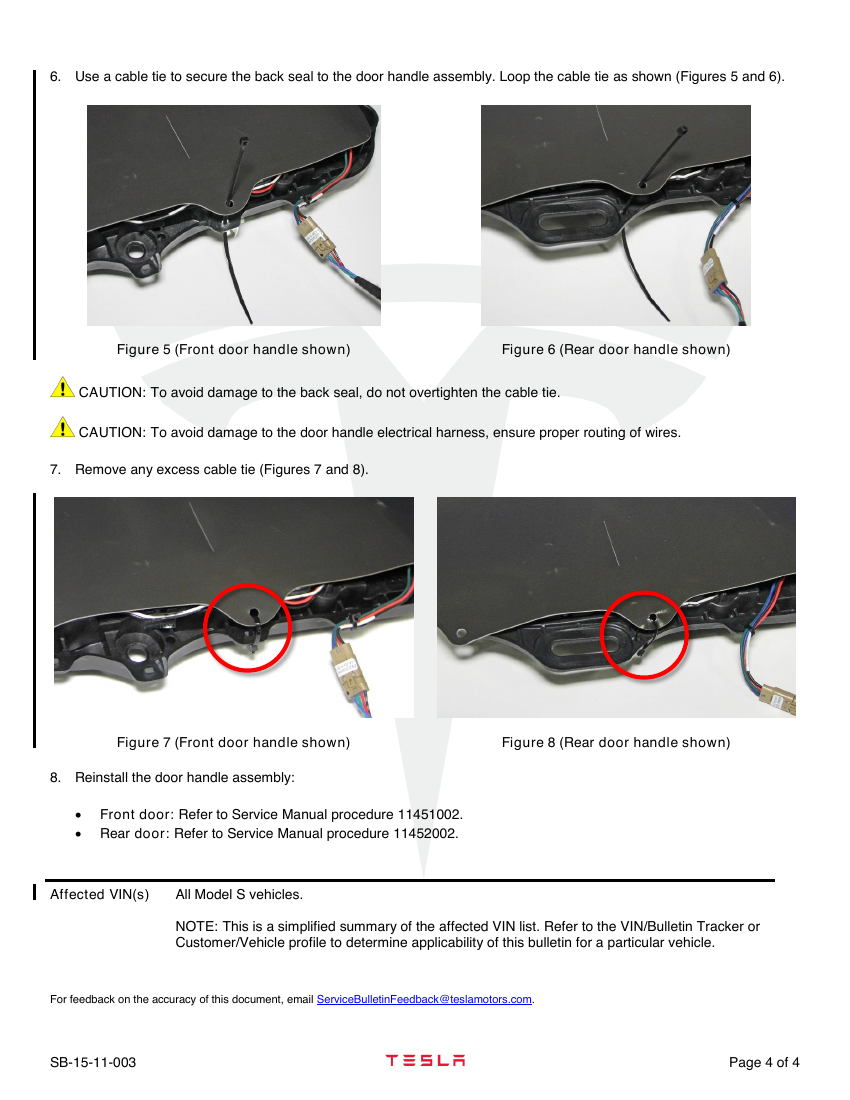 6. Use a cable tie to secure the back seal to the door handle assembly. Loop the cable tie as shown (Figures 5 and 6).
Figure 5 (Front door handle shown)
Figure 6 (Rear door handle shown)
CAUTION: To avoid damage to the back seal, do not overtighten the cable tie.
CAUTION: To avoid damage to the door handle electrical harness, ensure proper routing of wires.
7. Remove any excess cable tie (Figures 7 and 8).
Figure 7 (Front door handle shown)
Figure 8 (Rear door handle shown)
8. Reinstall the door handle assembly:
• Front door: Refer to Service Manual procedure 11451002.
• Rear door: Refer to Service Manual procedure 11452002.
Affected VIN(s) All Model S vehicles.
NOTE: This is a simplified summary of the affected VIN list. Refer to the VIN/Bulletin Tracker or
Customer/Vehicle profile to determine applicability of this bulletin for a particular vehicle.
For feedback on the accuracy of this document, email ServiceBulletinFeedback@teslamotors.com.
SB-15-11-003 TESLA Page 4 of 4